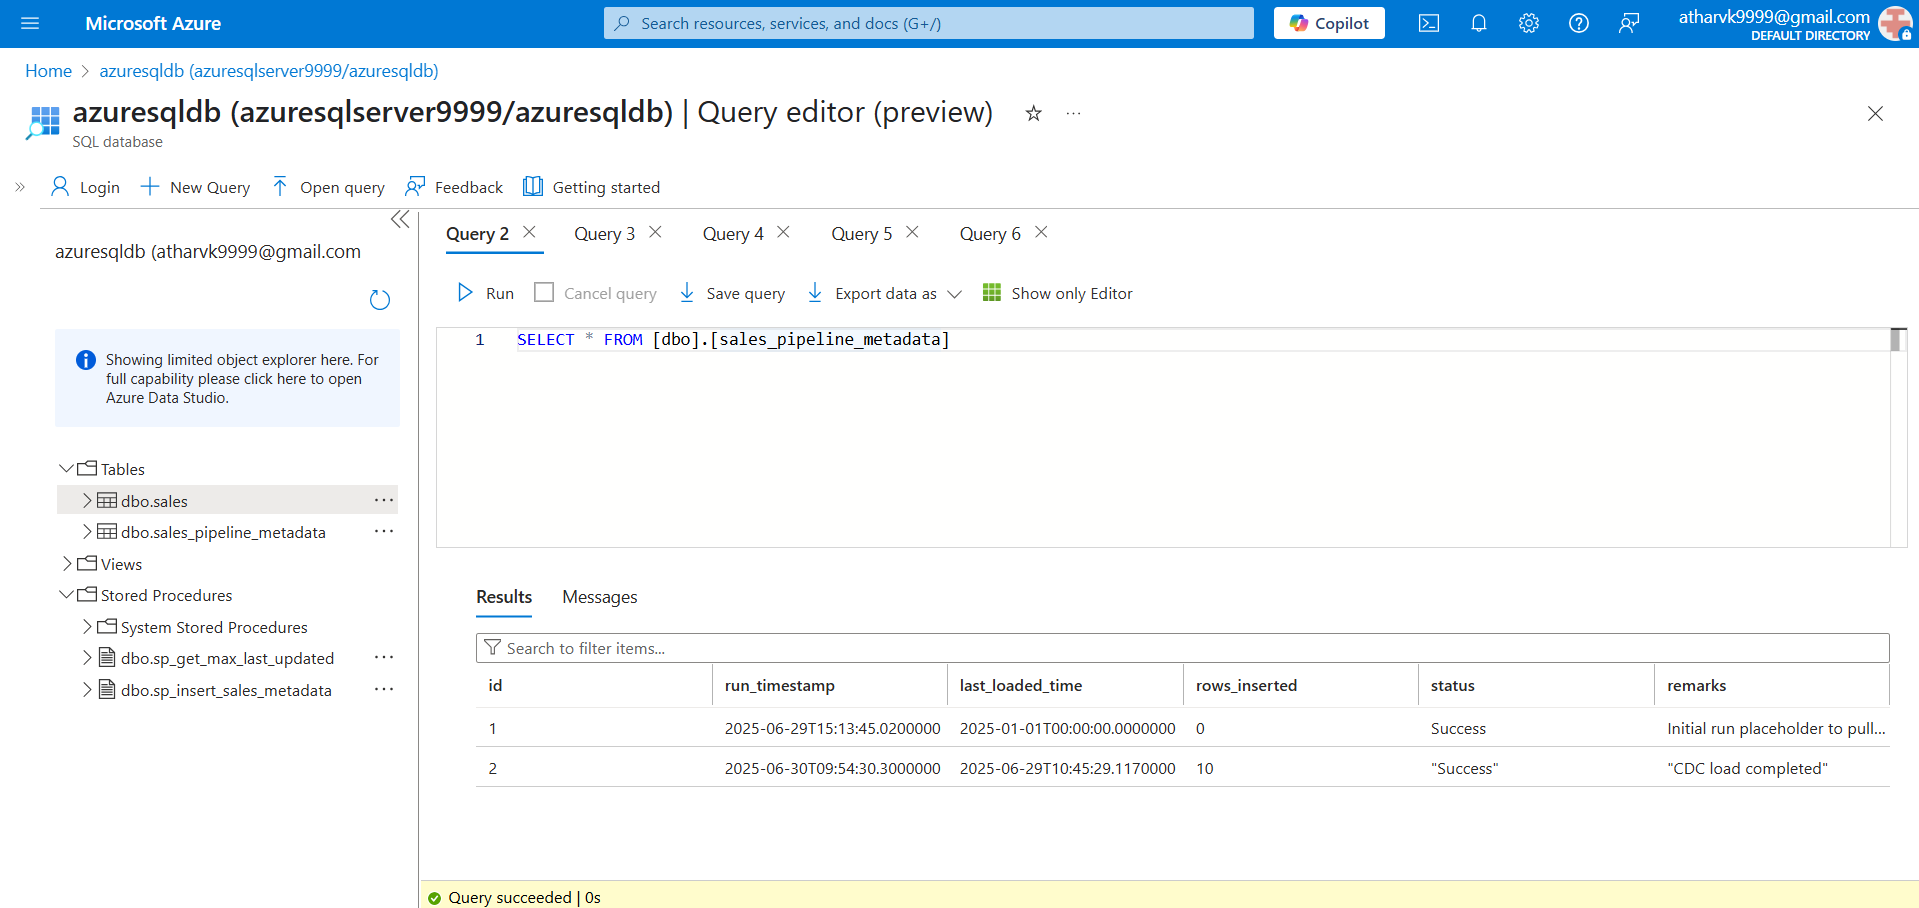 Microsoft Azure
Search resources, services, and docs (G+/)
Copilot
atharvk9999@gmail.com
DEFAULT DIRECTORY
Home
azuresqldb (azuresqlserver9999/azuresqldb)
azuresqldb (azuresqlserver9999/azuresqldb) | Query editor (preview)
SQL database
Login
New Query
Open query
Feedback
Getting started
azuresqldb (atharvk9999@gmail.com
Showing limited object explorer here. For
full capability please click here to open
Azure Data Studio.
Tables
dbo.sales
dbo.sales_pipeline_metadata
Views
Stored Procedures
System Stored Procedures
dbo.sp_get_max_last_updated
dbo.sp_insert_sales_metadata
Query 2
Query 3
Query 4
Query 5
Query 6
Run
Cancel query
Save query
Export data as
Show only Editor
1 SELECT * FROM [dbo].[sales_pipeline_metadata]
Results
Messages
Search to filter items...
id run_timestamp last_loaded_time rows_inserted status remarks
1 2025-06-29T15:13:45.0200000 2025-01-01T00:00:00.0000000 0 Success Initial run placeholder to pull...
2 2025-06-30T09:54:30.3000000 2025-06-29T10:45:29.1170000 10 "Success" "CDC load completed"
Query succeeded | 0s